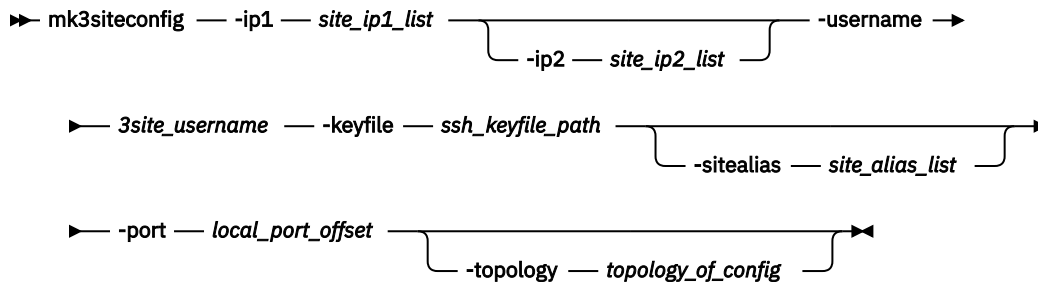 mk3siteconfig -ip1 site_ip1_list -username
-ip2 site_ip2_list
3site_username -keyfile ssh_keyfile_path
-sitealias site_alias_list
-port local_port_offset
-topology topology_of_config